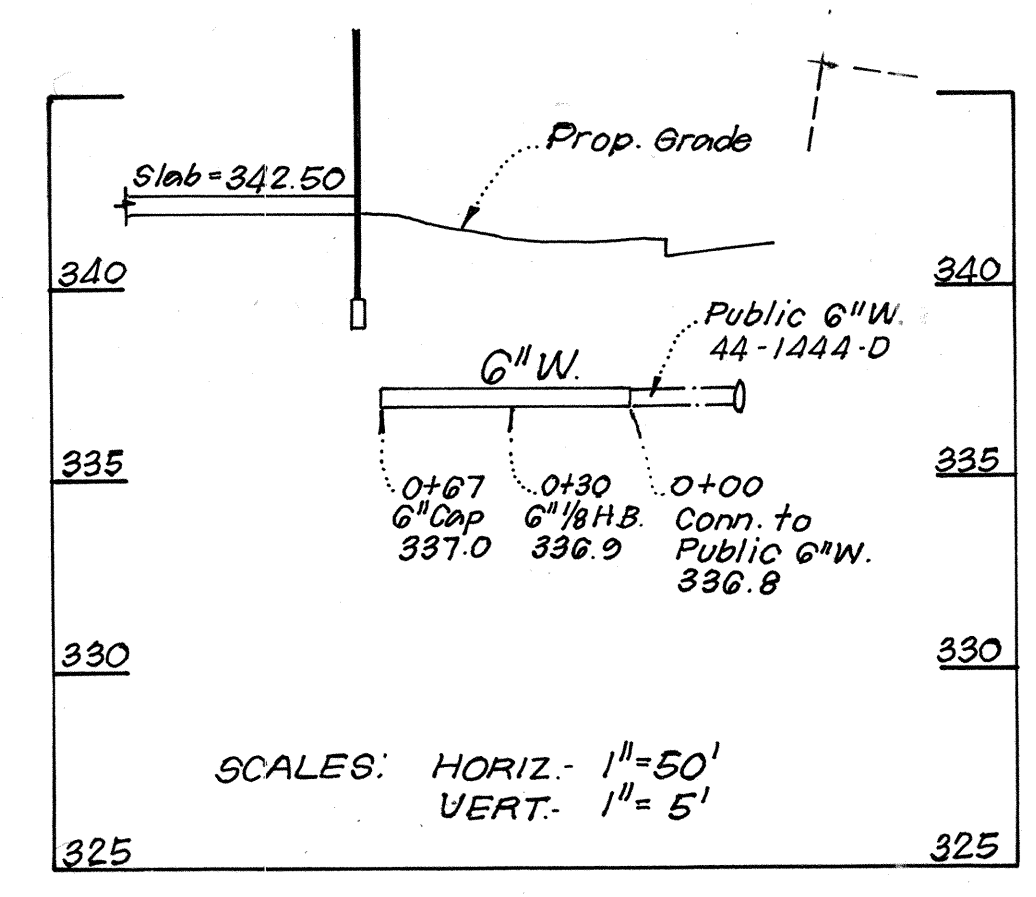 Prop. Grade
Slab = 342.50
340
340
Public 6" W.
44-1444-D
6" W.
335
335
0+67
6" Cap
337.0
0+30
6" 1/8 H.B.
336.9
0+00
Conn. to
Public 6" W.
336.8
330
330
SCALES: HORIZ.- 1"=50'
VERT.- 1"= 5'
325
325